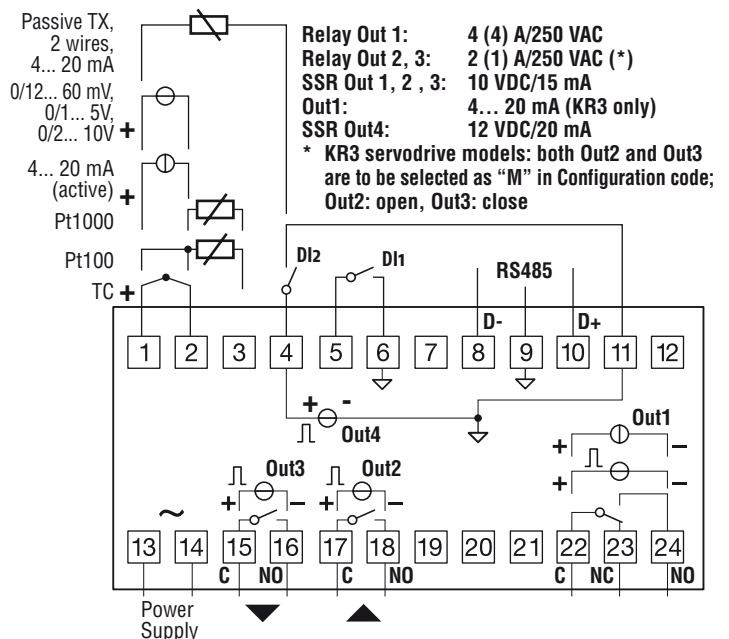 Passive TX,
2 wires,
4... 20 mA
0/12... 60 mV,
0/1... 5V,
0/2... 10V +
4... 20 mA
(active) +
Pt1000
Pt100
TC +
Relay Out 1: 4 (4) A/250 VAC
Relay Out 2, 3: 2 (1) A/250 VAC (*)
SSR Out 1, 2 , 3: 10 VDC/15 mA
Out1: 4... 20 mA (KR3 only)
SSR Out4: 12 VDC/20 mA
* KR3 servodrive models: both Out2 and Out3
are to be selected as “M” in Configuration code;
Out2: open, Out3: close
DI2 DI1 RS485
D- D+
1 2 3 4 5 6 7 8 9 10 11 12
+ -
Out4
Out1
+ –
+ –
Out3 Out2
+ – + –
~
13 14 15 16 17 18 19 20 21 22 23 24
C NO C NO C NC NO
Power
Supply